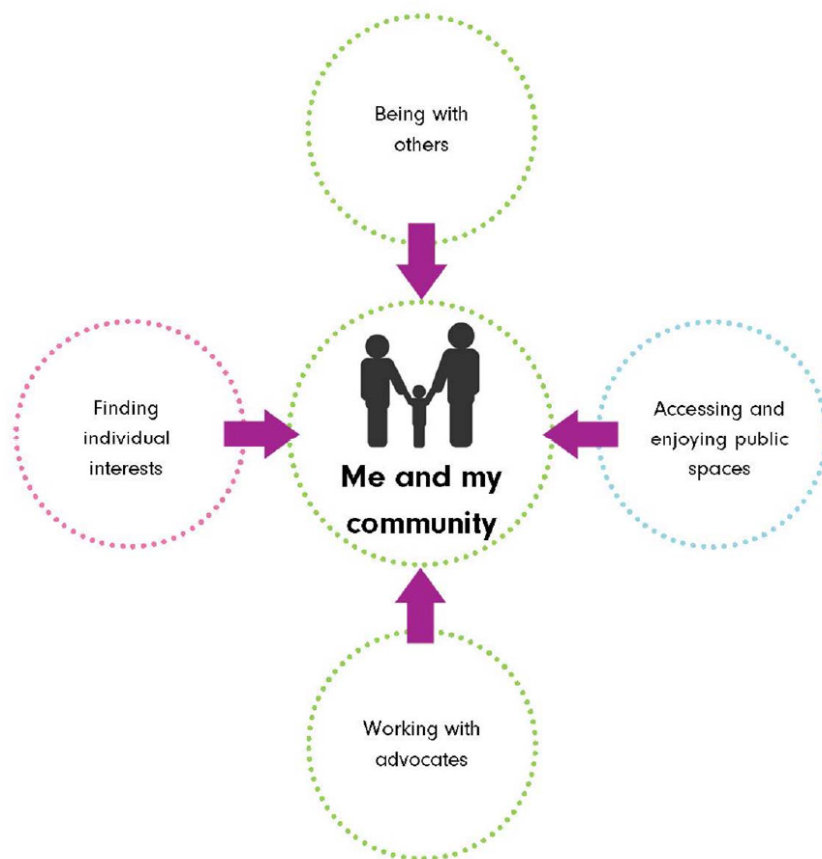 Being with
others
Finding
individual
interests
Me and my
community
Accessing and
enjoying public
spaces
Working with
advocates